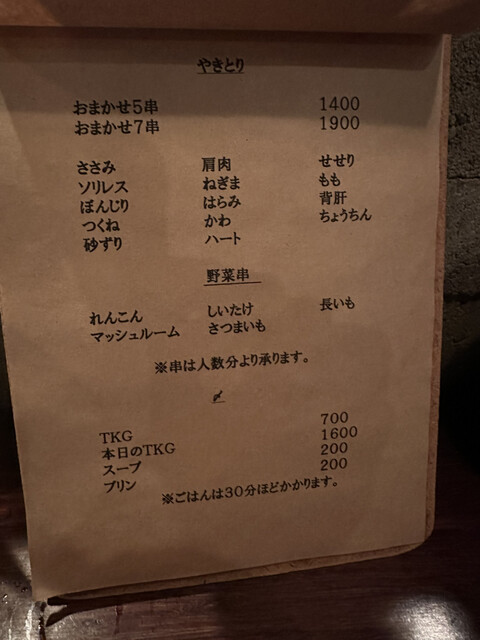 やきとり
おまかせ5串 1400
おまかせ7串 1900
ささみ 肩肉 せせり
ソリレス ねぎま もも
ぼんじり はらみ 背肝
つくね かわ ちょうちん
砂ずり ハート
野菜串
れんこん しいたけ 長いも
マッシュルーム さつまいも
※串は人数分より承ります。
〆
TKG 700
本日のTKG 1600
スープ 200
プリン 200
※ごはんは30分ほどかかります。